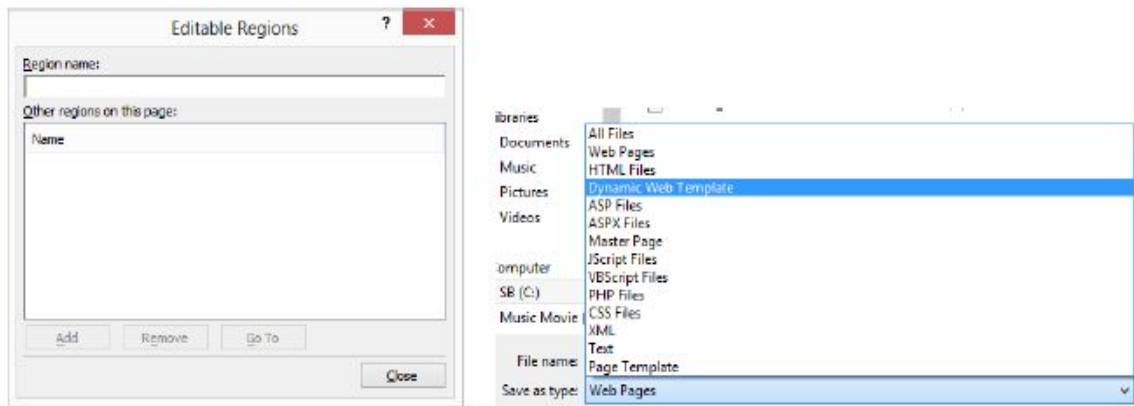 Editable Regions
?
×
Region name:
Other regions on this page:
Name
Add Remove Go To
Close
ibraries
Documents
Music
Pictures
Videos
omputer
SB (C:)
Music Movie
File name:
Save as type: Web Pages
All Files
Web Pages
HTML Files
Dynamic Web Template
ASP Files
ASPX Files
Master Page
JScript Files
VBScript Files
PHP Files
CSS Files
XML
Text
Page Template